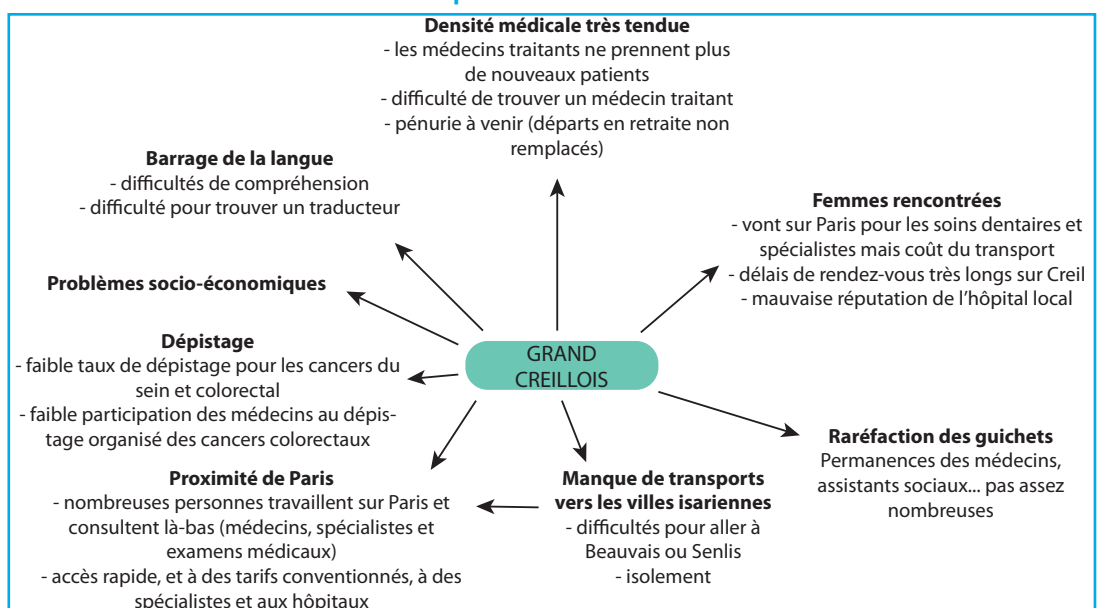 Densité médicale très tendue
- les médecins traitants ne prennent plus
de nouveaux patients
- difficulté de trouver un médecin traitant
- pénurie à venir (départs en retraite non
remplacés)
Barrage de la langue
- difficultés de compréhension
- difficulté pour trouver un traducteur
Femmes rencontrées
- vont sur Paris pour les soins dentaires et
spécialistes mais coût du transport
- délais de rendez-vous très longs sur Creil
- mauvaise réputation de l'hôpital local
Problèmes socio-économiques
Dépistage
- faible taux de dépistage pour les cancers du
sein et colorectal
- faible participation des médecins au dépis-
tage organisé des cancers colorectaux
GRAND
CREILLOIS
Raréfaction des guichets
Permanences des médecins,
assistants sociaux... pas assez
nombreuses
Proximité de Paris
- nombreuses personnes travaillent sur Paris et
consultent là-bas (médecins, spécialistes et
examens médicaux)
- accès rapide, et à des tarifs conventionnés, à des
spécialistes et aux hôpitaux
Manque de transports
vers les villes isariennes
- difficultés pour aller à
Beauvais ou Senlis
- isolement